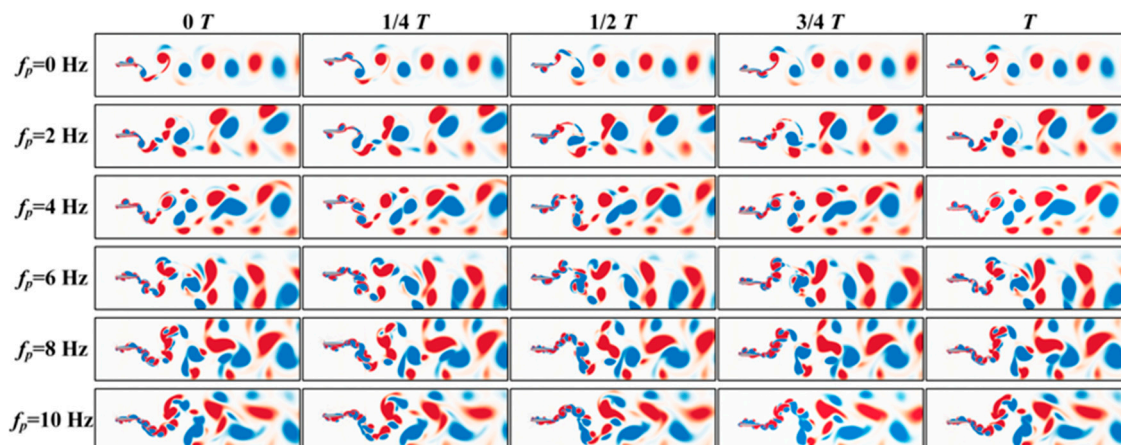 0 T 1/4 T 1/2 T 3/4 T T
fp=0 Hz
fp=2 Hz
fp=4 Hz
fp=6 Hz
fp=8 Hz
fp=10 Hz